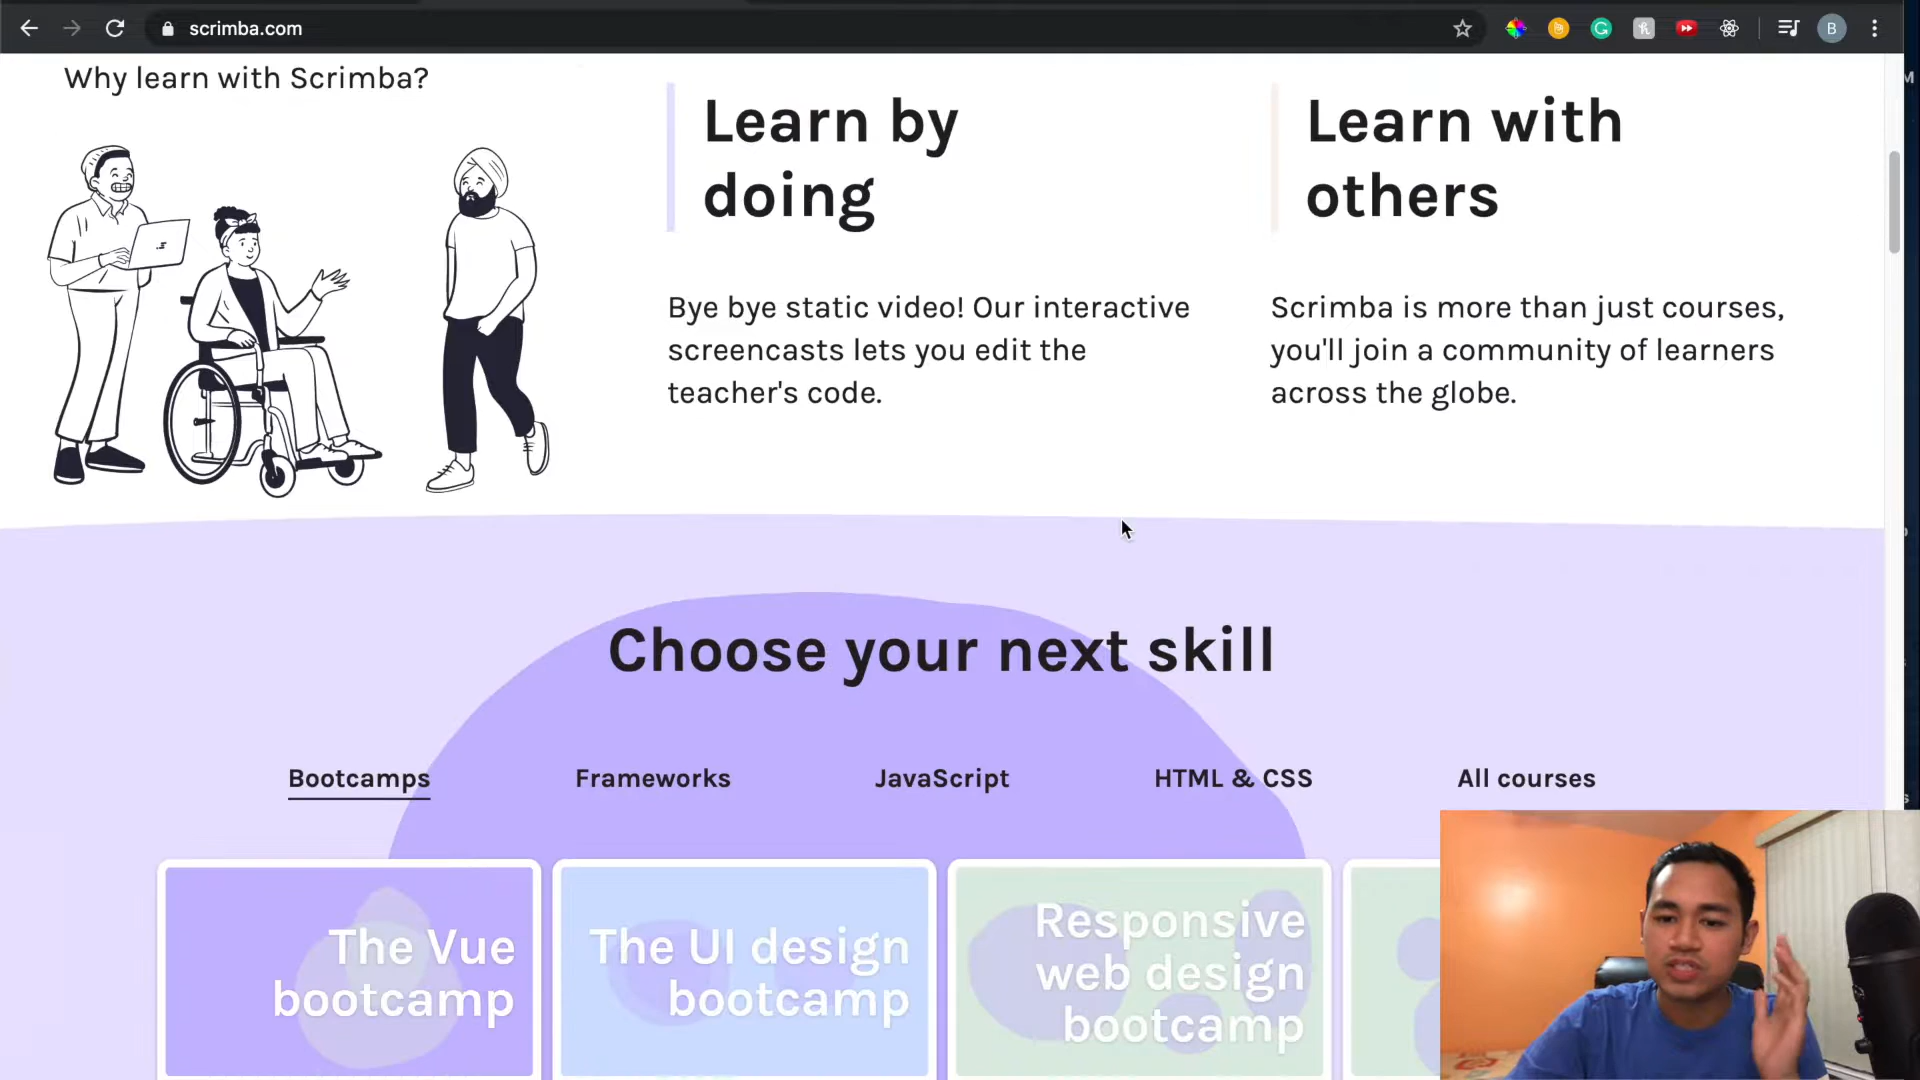 scrimba.com
B
Why learn with Scrimba?
Learn by
doing
Bye bye static video! Our interactive
screencasts lets you edit the
teacher's code.
Learn with
others
Scrimba is more than just courses,
you'll join a community of learners
across the globe.
Choose your next skill
Bootcamps
Frameworks
JavaScript
HTML & CSS
All courses
The Vue
bootcamp
The UI design
bootcamp
Responsive
web design
bootcamp